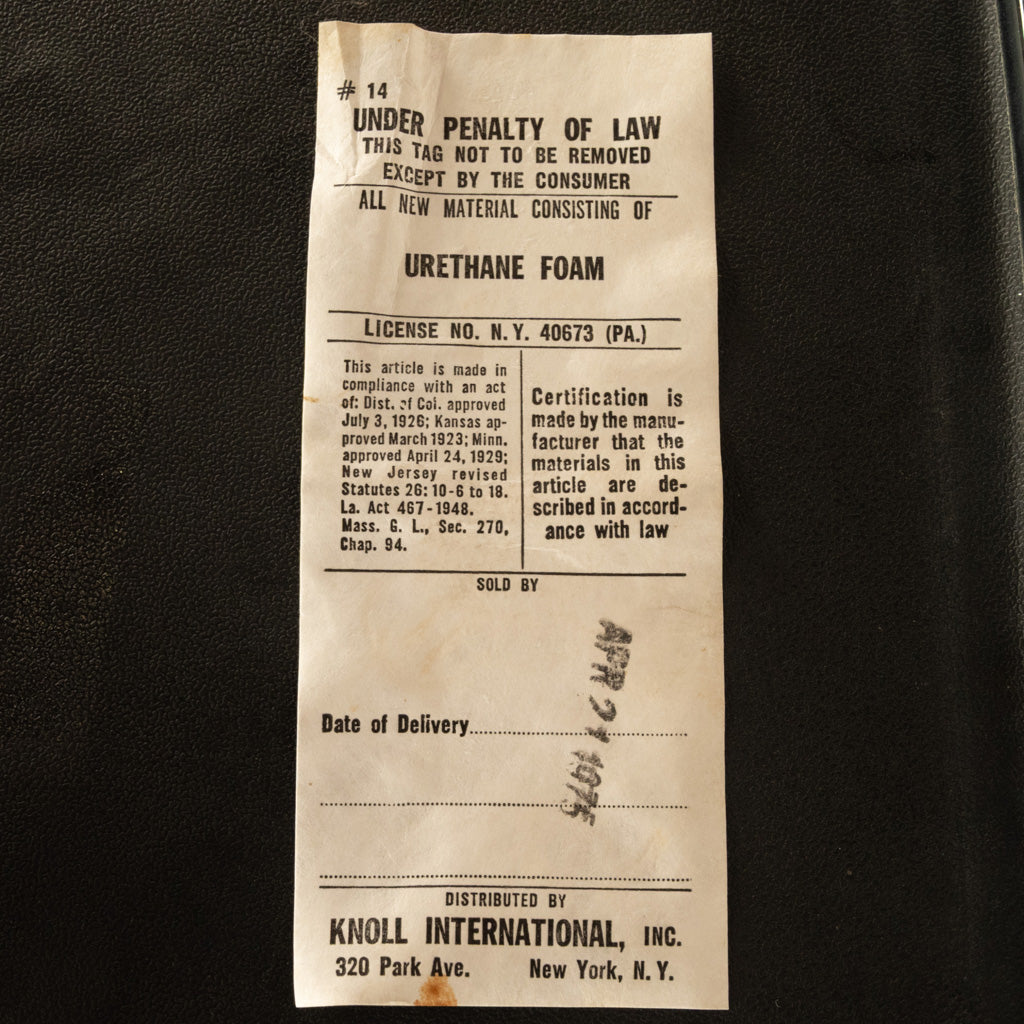 # 14
UNDER PENALTY OF LAW
THIS TAG NOT TO BE REMOVED
EXCEPT BY THE CONSUMER
ALL NEW MATERIAL CONSISTING OF
URETHANE FOAM
LICENSE NO. N.Y. 40673 (PA.)
This article is made in
compliance with an act
of: Dist. of Col. approved
July 3, 1926; Kansas ap-
proved March 1923; Minn.
approved April 24, 1929;
New Jersey revised
Statutes 26: 10-6 to 18.
La. Act 467-1948.
Mass. G. L., Sec. 270,
Chap. 94.
Certification is
made by the manu-
facturer that the
materials in this
article are de-
scribed in accord-
ance with law
SOLD BY
Date of Delivery
APR 21 1975
DISTRIBUTED BY
KNOLL INTERNATIONAL, INC.
320 Park Ave. New York, N. Y.